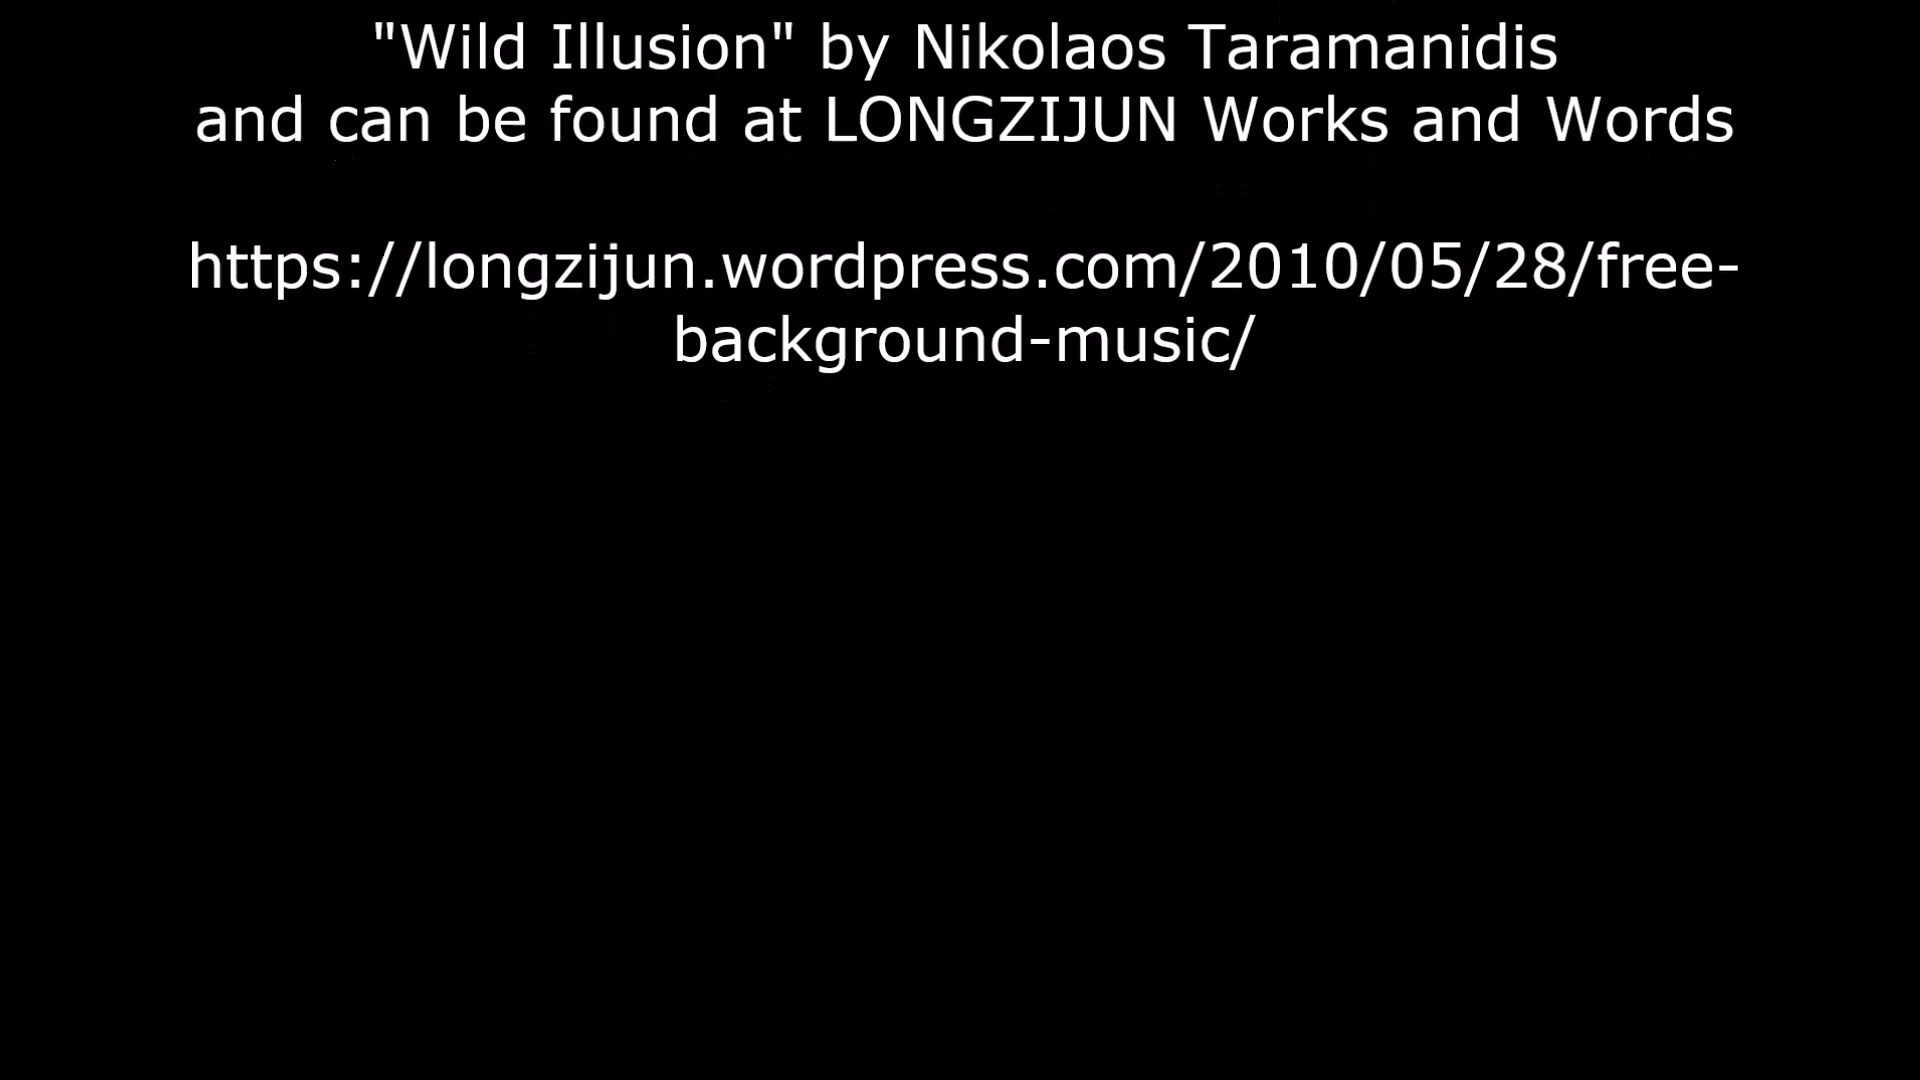 "Wild Illusion" by Nikolaos Taramanidis
and can be found at LONGZIJUN Works and Words
https://longzijun.wordpress.com/2010/05/28/free-
background-music/